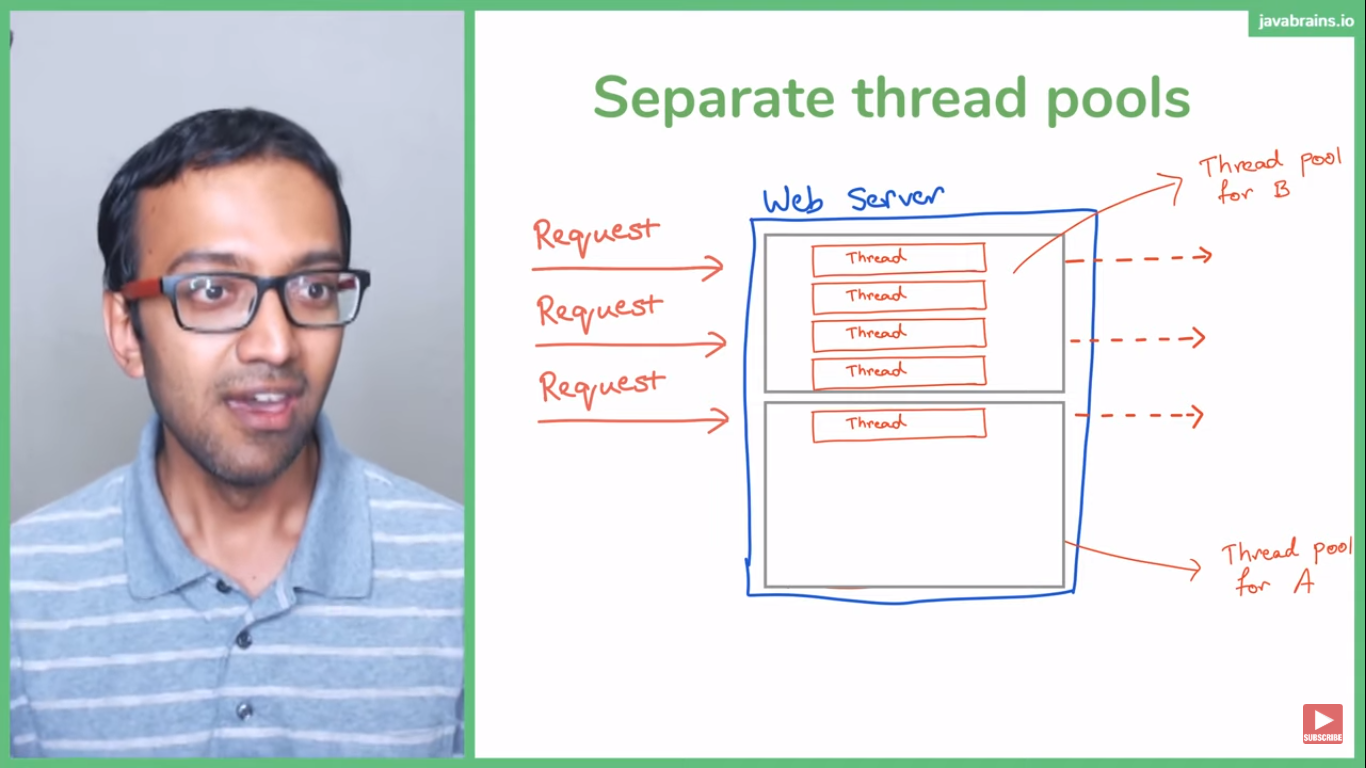 javabrains.io
Separate thread pools
Thread pool
for B
Web Server
Request
Thread
Thread
Request
Thread
Thread
Request
Thread
Thread pool
for A
SUBSCRIBE